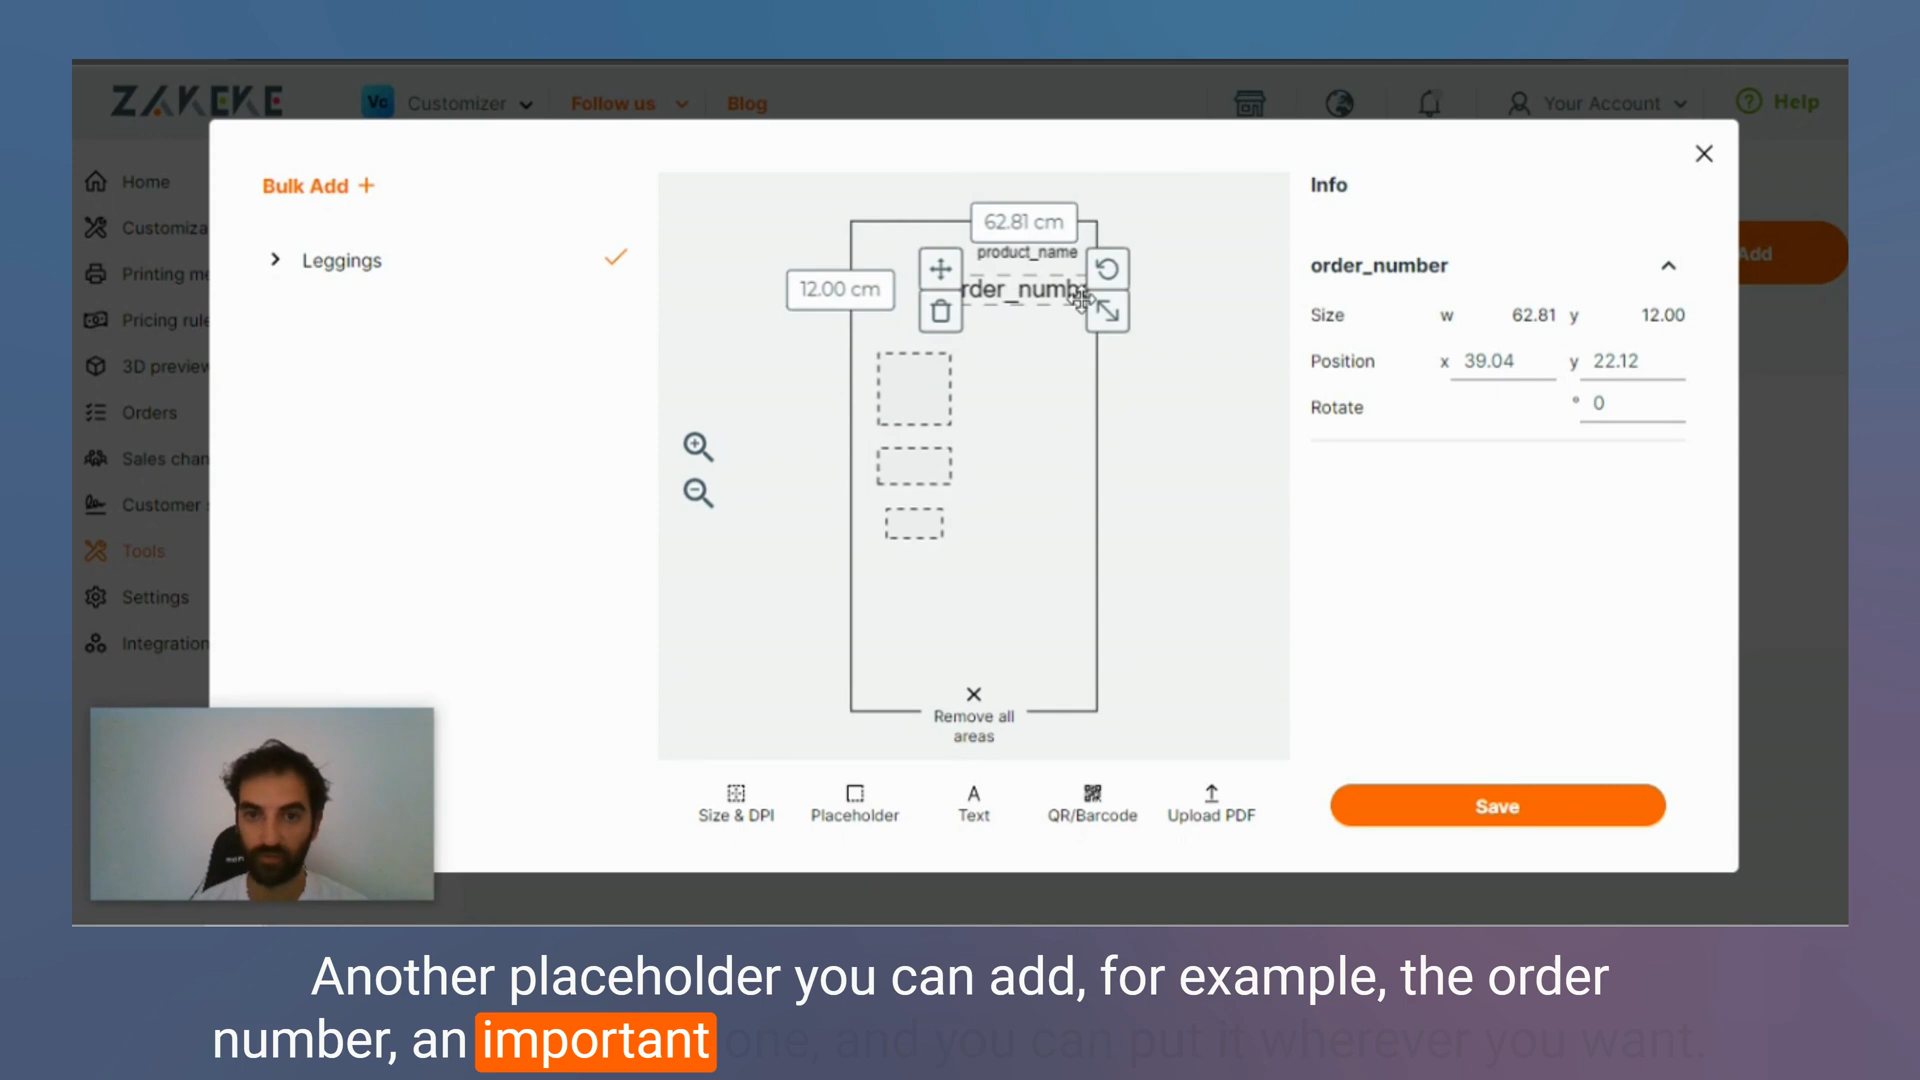 ZAKEKE
Vc Customizer
Follow us
Blog
Your Account
? Help
Home
Customiza
Printing me
Pricing rule
3D preview
Orders
Sales chan
Customer
Tools
Settings
Integration
Bulk Add +
Leggings
62.81 cm
product_name
12.00 cm
rder_numb
Remove all
areas
Size & DPI
Placeholder
A
Text
QR/Barcode
Upload PDF
Info
order_number
Size w 62.81 y 12.00
Position x 39.04 y 22.12
Rotate ° 0
Save
Add
Another placeholder you can add, for example, the order
number, an important one, and you can put it wherever you want.